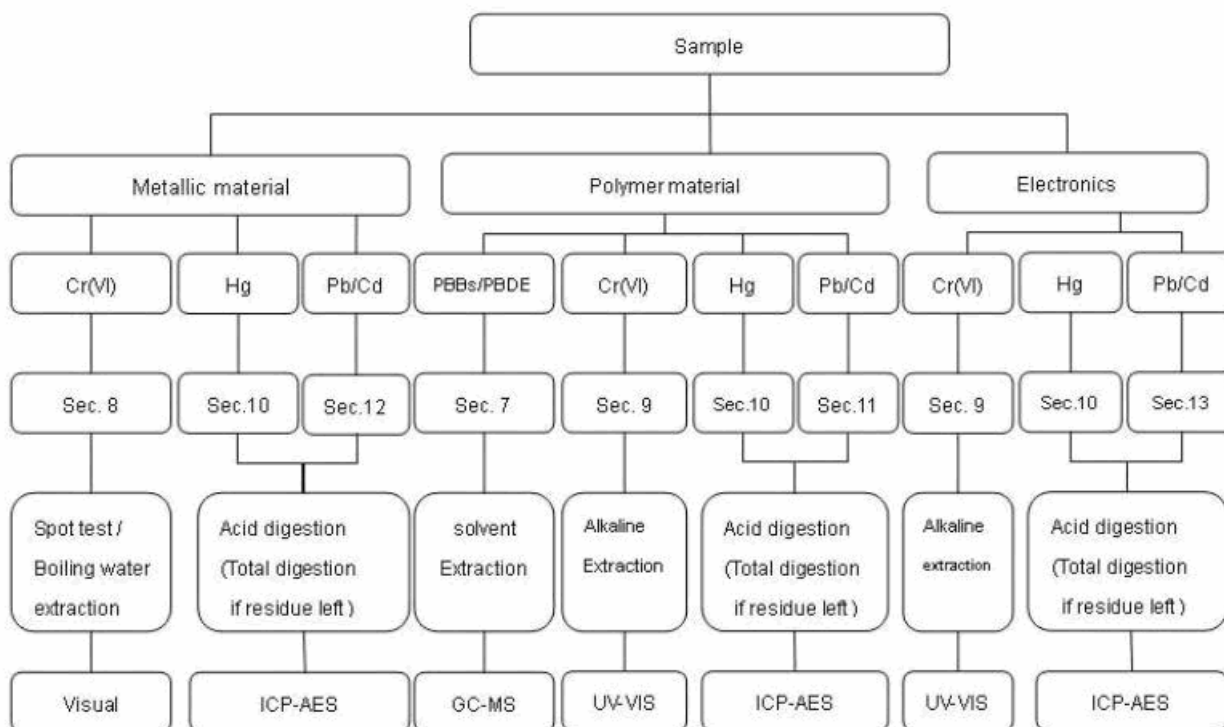 Sample
Metallic material
Polymer material
Electronics
Cr(VI)
Hg
Pb/Cd
PBBs/PBDE
Cr(VI)
Hg
Pb/Cd
Cr(VI)
Hg
Pb/Cd
Sec. 8
Sec.10
Sec.12
Sec. 7
Sec. 9
Sec.10
Sec.11
Sec. 9
Sec.10
Sec.13
Spot test /
Boiling water
extraction
Acid digestion
(Total digestion
if residue left )
solvent
Extraction
Alkaline
Extraction
Acid digestion
(Total digestion
if residue left )
Alkaline
extraction
Acid digestion
(Total digestion
if residue left )
Visual
ICP-AES
GC-MS
UV-VIS
ICP-AES
UV-VIS
ICP-AES